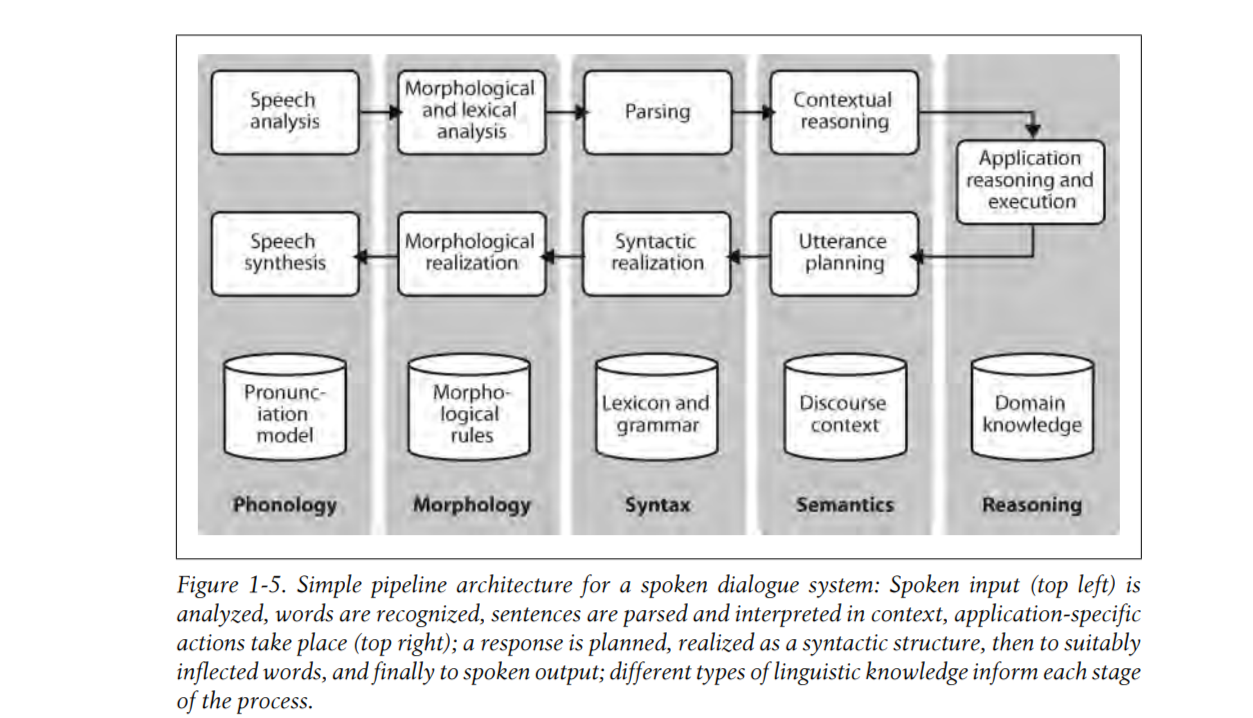 Speech
analysis
Morphological
and lexical
analysis
Parsing
Contextual
reasoning
Application
reasoning and
execution
Speech
synthesis
Morphological
realization
Syntactic
realization
Utterance
planning
Pronunc-
iation
model
Morpho-
logical
rules
Lexicon and
grammar
Discourse
context
Domain
knowledge
Phonology
Morphology
Syntax
Semantics
Reasoning
Figure 1-5. Simple pipeline architecture for a spoken dialogue system: Spoken input (top left) is
analyzed, words are recognized, sentences are parsed and interpreted in context, application-specific
actions take place (top right); a response is planned, realized as a syntactic structure, then to suitably
inflected words, and finally to spoken output; different types of linguistic knowledge inform each stage
of the process.